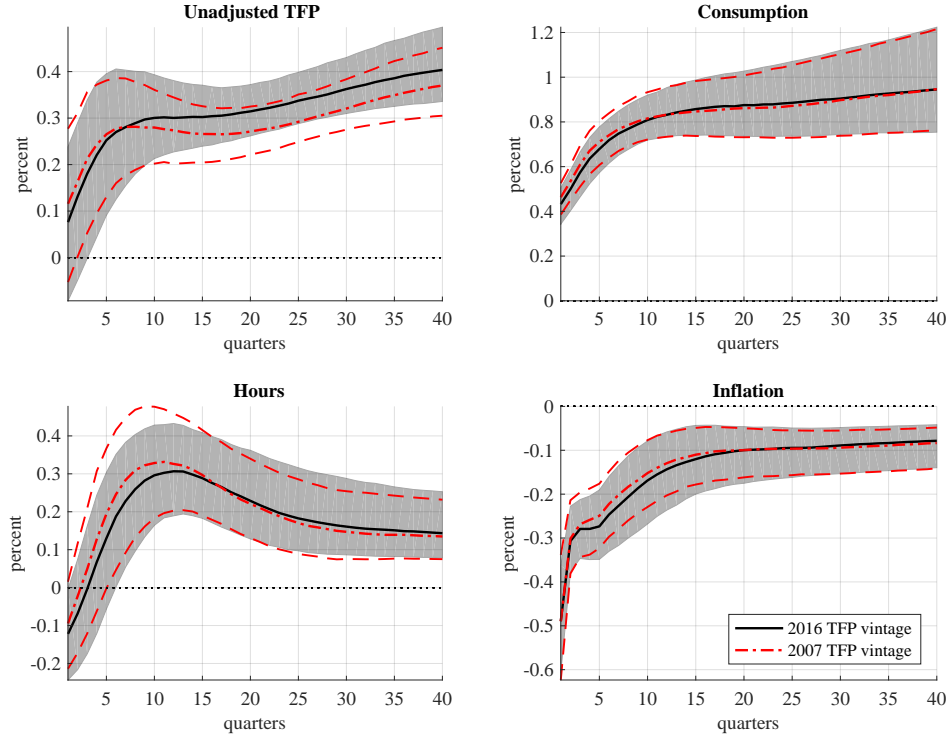 Unadjusted TFP
0.4
0.3
0.2
0.1
0
percent
5 10 15 20 25 30 35 40
quarters
Consumption
1.2
1
0.8
0.6
0.4
0.2
0
percent
5 10 15 20 25 30 35 40
quarters
Hours
0.4
0.3
0.2
0.1
0
-0.1
-0.2
percent
5 10 15 20 25 30 35 40
quarters
Inflation
0
-0.1
-0.2
-0.3
-0.4
-0.5
-0.6
percent
5 10 15 20 25 30 35 40
quarters
2016 TFP vintage
2007 TFP vintage